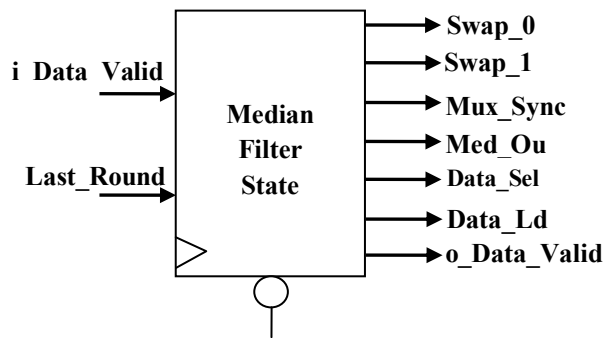 i Data Valid
Last_Round
Median
Filter
State
Swap_0
Swap_1
Mux_Sync
Med_Ou
Data_Sel
Data_Ld
o_Data_Valid